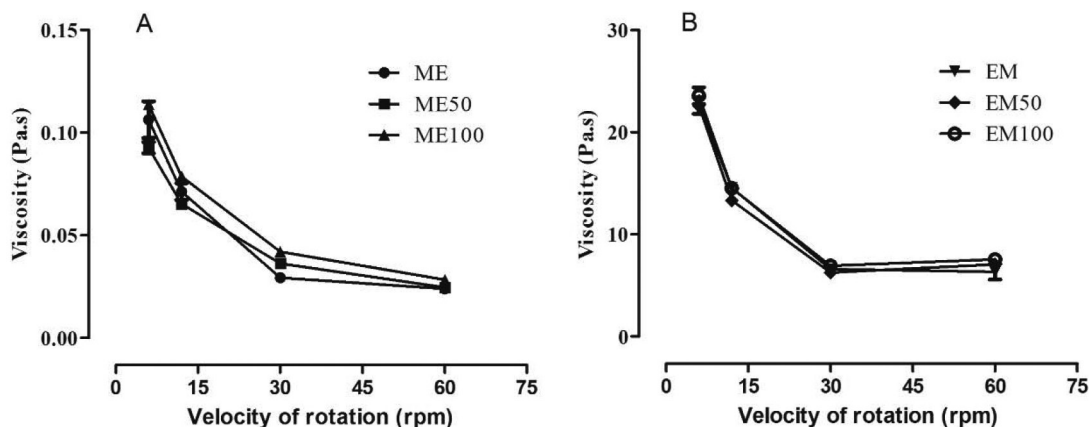 A
0.15
0.10
0.05
0.00
Viscosity (Pa.s)
ME
ME50
ME100
0 15 30 45 60 75
Velocity of rotation (rpm)
B
30
20
10
0
Viscosity (Pa.s)
EM
EM50
EM100
0 15 30 45 60 75
Velocity of rotation (rpm)